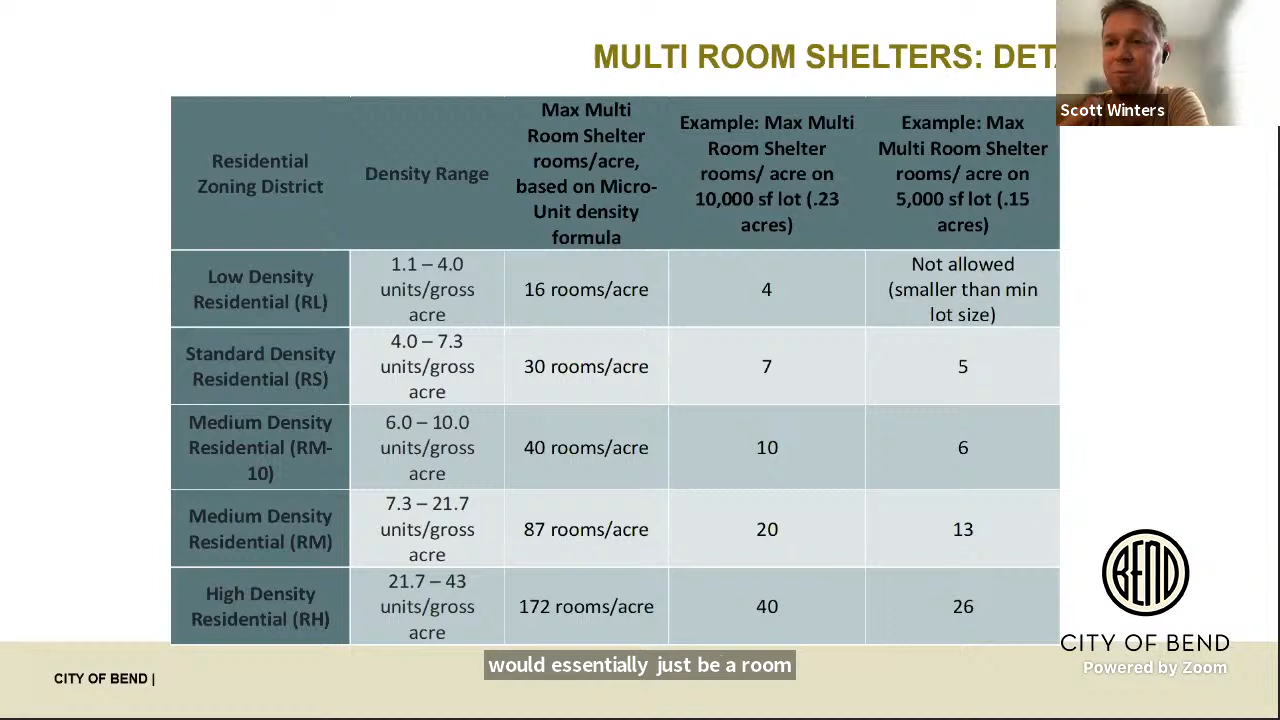 MULTI ROOM SHELTERS: DETA
Scott Winters
Residential
Zoning District
Density Range
Max Multi
Room Shelter
rooms/acre,
based on Micro-
Unit density
formula
Example: Max Multi
Room Shelter
rooms/ acre on
10,000 sf lot (.23
acres)
Example: Max
Multi Room Shelter
rooms/ acre on
5,000 sf lot (.15
acres)
Low Density
Residential (RL)
1.1 – 4.0
units/gross
acre
16 rooms/acre
4
Not allowed
(smaller than min
lot size)
Standard Density
Residential (RS)
4.0 – 7.3
units/gross
acre
30 rooms/acre
7
5
Medium Density
Residential (RM-
10)
6.0 – 10.0
units/gross
acre
40 rooms/acre
10
6
Medium Density
Residential (RM)
7.3 – 21.7
units/gross
acre
87 rooms/acre
20
13
High Density
Residential (RH)
21.7 – 43
units/gross
acre
172 rooms/acre
40
26
BEND
CITY OF BEND
Powered by Zoom
would essentially just be a room
CITY OF BEND |